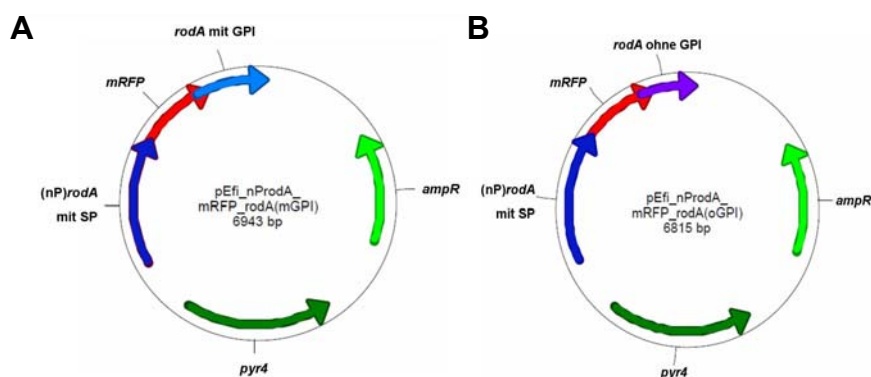 A
rodA mit GPI
mRFP
(nP)rodA
mit SP
pEfi_nProdA_
mRFP_rodA(mGPI)
6943 bp
ampR
pyr4
B
rodA ohne GPI
mRFP
(nP)rodA
mit SP
pEfi_nProdA_
mRFP_rodA(oGPI)
6815 bp
ampR
pyr4